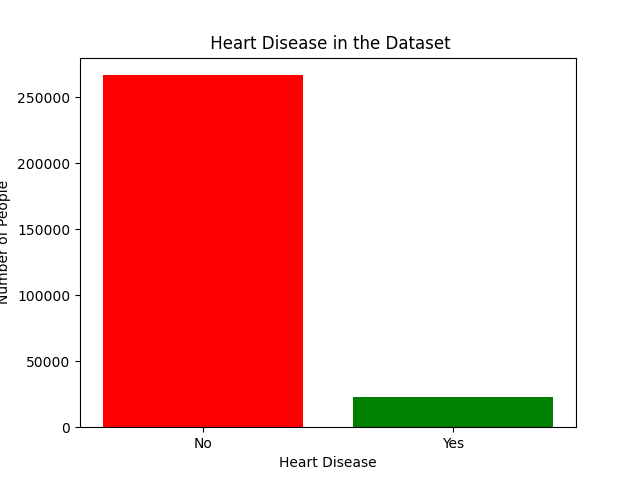 Heart Disease in the Dataset
Number of People
250000
200000
150000
100000
50000
0
No
Yes
Heart Disease